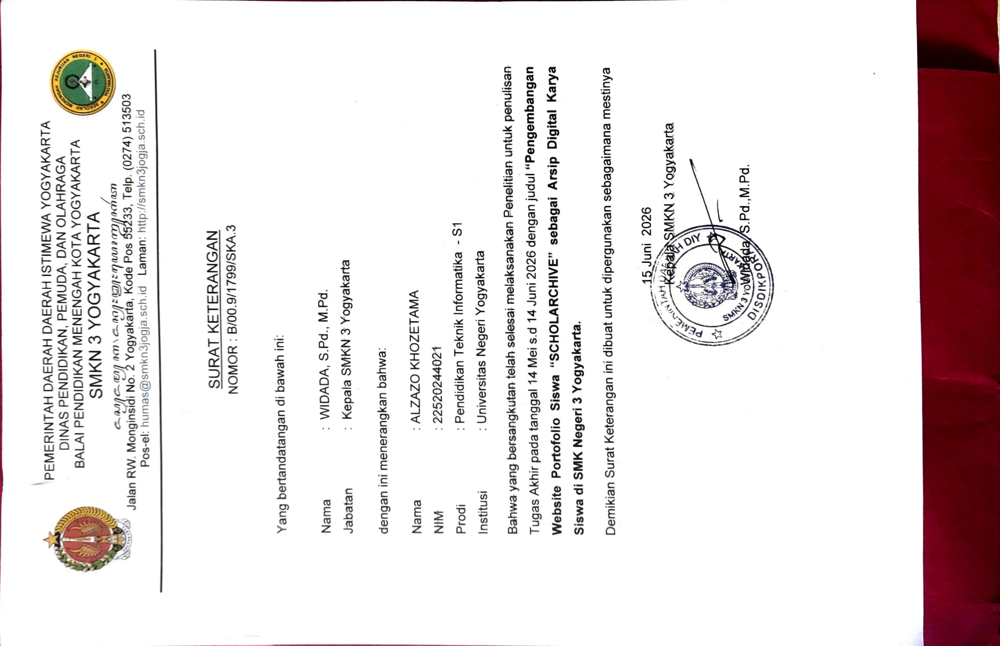 PEMERINTAH DAERAH DAERAH ISTIMEWA YOGYAKARTA
DINAS PENDIDIKAN, PEMUDA, DAN OLAHRAGA
BALAI PENDIDIKAN MENENGAH KOTA YOGYAKARTA
SMKN 3 YOGYAKARTA
Jalan RW. Monginsidi No. 2 Yogyakarta, Kode Pos 55233, Telp. (0274) 513503
Pos-el: humas@smkn3jogja.sch.id Laman: http://smkn3jogja.sch.id
SEKOLAH MENENGAH KEJURUAN NEGERI 3
YOGYAKARTA
SURAT KETERANGAN
NOMOR : B/00.9/1799/SKA.3
Yang bertandatangan di bawah ini:
Nama : WIDADA, S.Pd., M.Pd.
Jabatan : Kepala SMKN 3 Yogyakarta
dengan ini menerangkan bahwa:
Nama : ALZAZO KHOZETAMA
NIM : 22520244021
Prodi : Pendidikan Teknik Informatika - S1
Institusi : Universitas Negeri Yogyakarta
Bahwa yang bersangkutan telah selesai melaksanakan Penelitian untuk penulisan
Tugas Akhir pada tanggal 14 Mei s.d 14 Juni 2026 dengan judul “Pengembangan
Website Portofolio Siswa “SCHOLARCHIVE” sebagai Arsip Digital Karya
Siswa di SMK Negeri 3 Yogyakarta.
Demikian Surat Keterangan ini dibuat untuk dipergunakan sebagaimana mestinya
15 Juni 2026
Kepala SMKN 3 Yogyakarta
PEMERINTAH DAERAH DIY
SMKN 3 YOGYAKARTA
DISDIKPORA
Widada, S.Pd.,M.Pd.